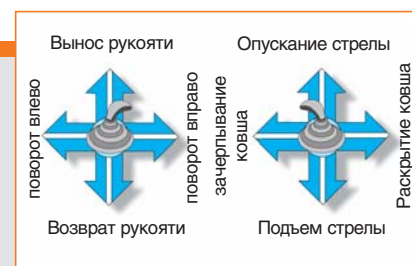 Вынос рукояти
поворот влево
поворот вправо
Возврат рукояти
Опускание стрелы
зачерпывание
ковша
Раскрытие ковша
Подъем стрелы